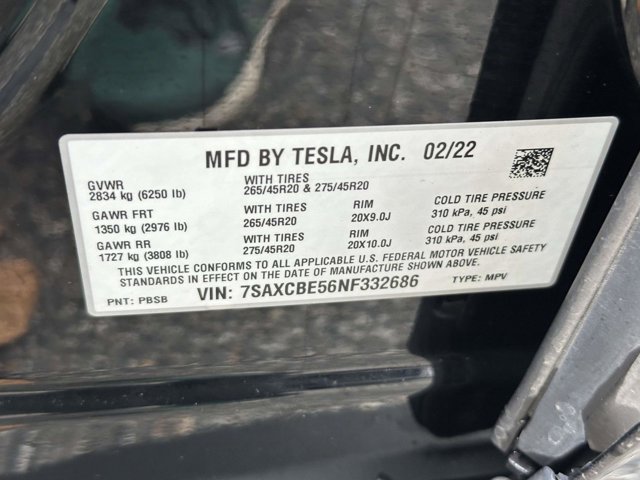 MFD BY TESLA, INC. 02/22
GVWR
2834 kg (6250 lb)
WITH TIRES
265/45R20 & 275/45R20
GAWR FRT
1350 kg (2976 lb)
WITH TIRES
265/45R20
RIM
20X9.0J
COLD TIRE PRESSURE
310 kPa, 45 psi
GAWR RR
1727 kg (3808 lb)
WITH TIRES
275/45R20
RIM
20X10.0J
COLD TIRE PRESSURE
310 kPa, 45 psi
THIS VEHICLE CONFORMS TO ALL APPLICABLE U.S. FEDERAL MOTOR VEHICLE SAFETY
STANDARDS IN EFFECT ON THE DATE OF MANUFACTURE SHOWN ABOVE.
PNT: PBSB
VIN: 7SAXCBE56NF332686
TYPE: MPV